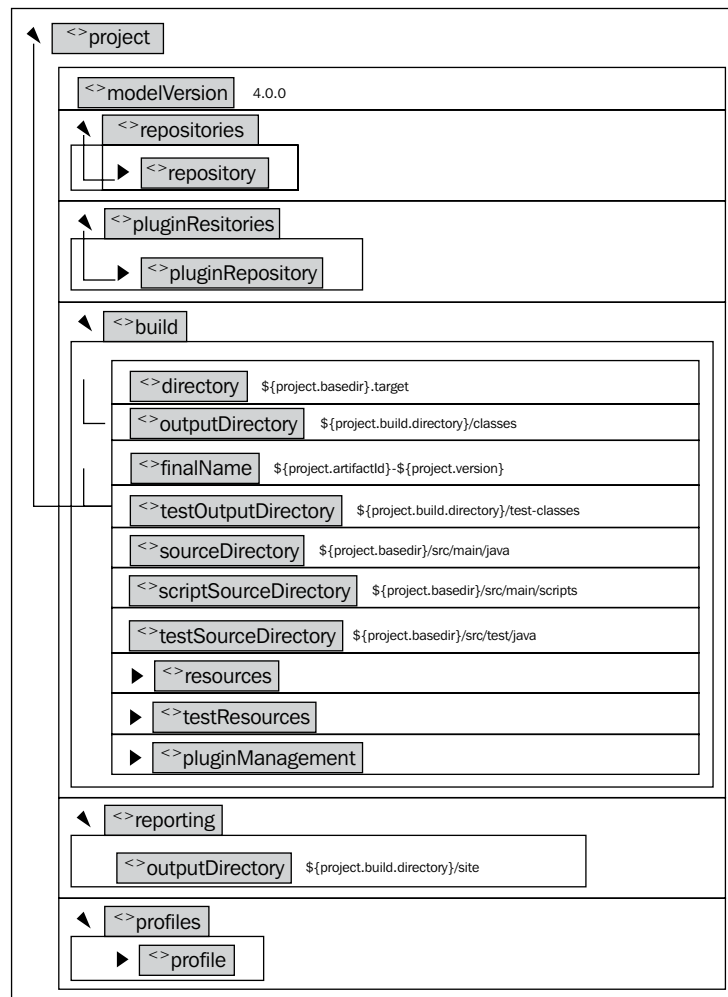 <>project
<>modelVersion 4.0.0
<>repositories
<>repository
<>pluginResitories
<>pluginRepository
<>build
<>directory ${project.basedir}.target
<>outputDirectory ${project.build.directory}/classes
<>finalName ${project.artifactId}-${project.version}
<>testOutputDirectory ${project.build.directory}/test-classes
<>sourceDirectory ${project.basedir}/src/main/java
<>scriptSourceDirectory ${project.basedir}/src/main/scripts
<>testSourceDirectory ${project.basedir}/src/test/java
<>resources
<>testResources
<>pluginManagement
<>reporting
<>outputDirectory ${project.build.directory}/site
<>profiles
<>profile